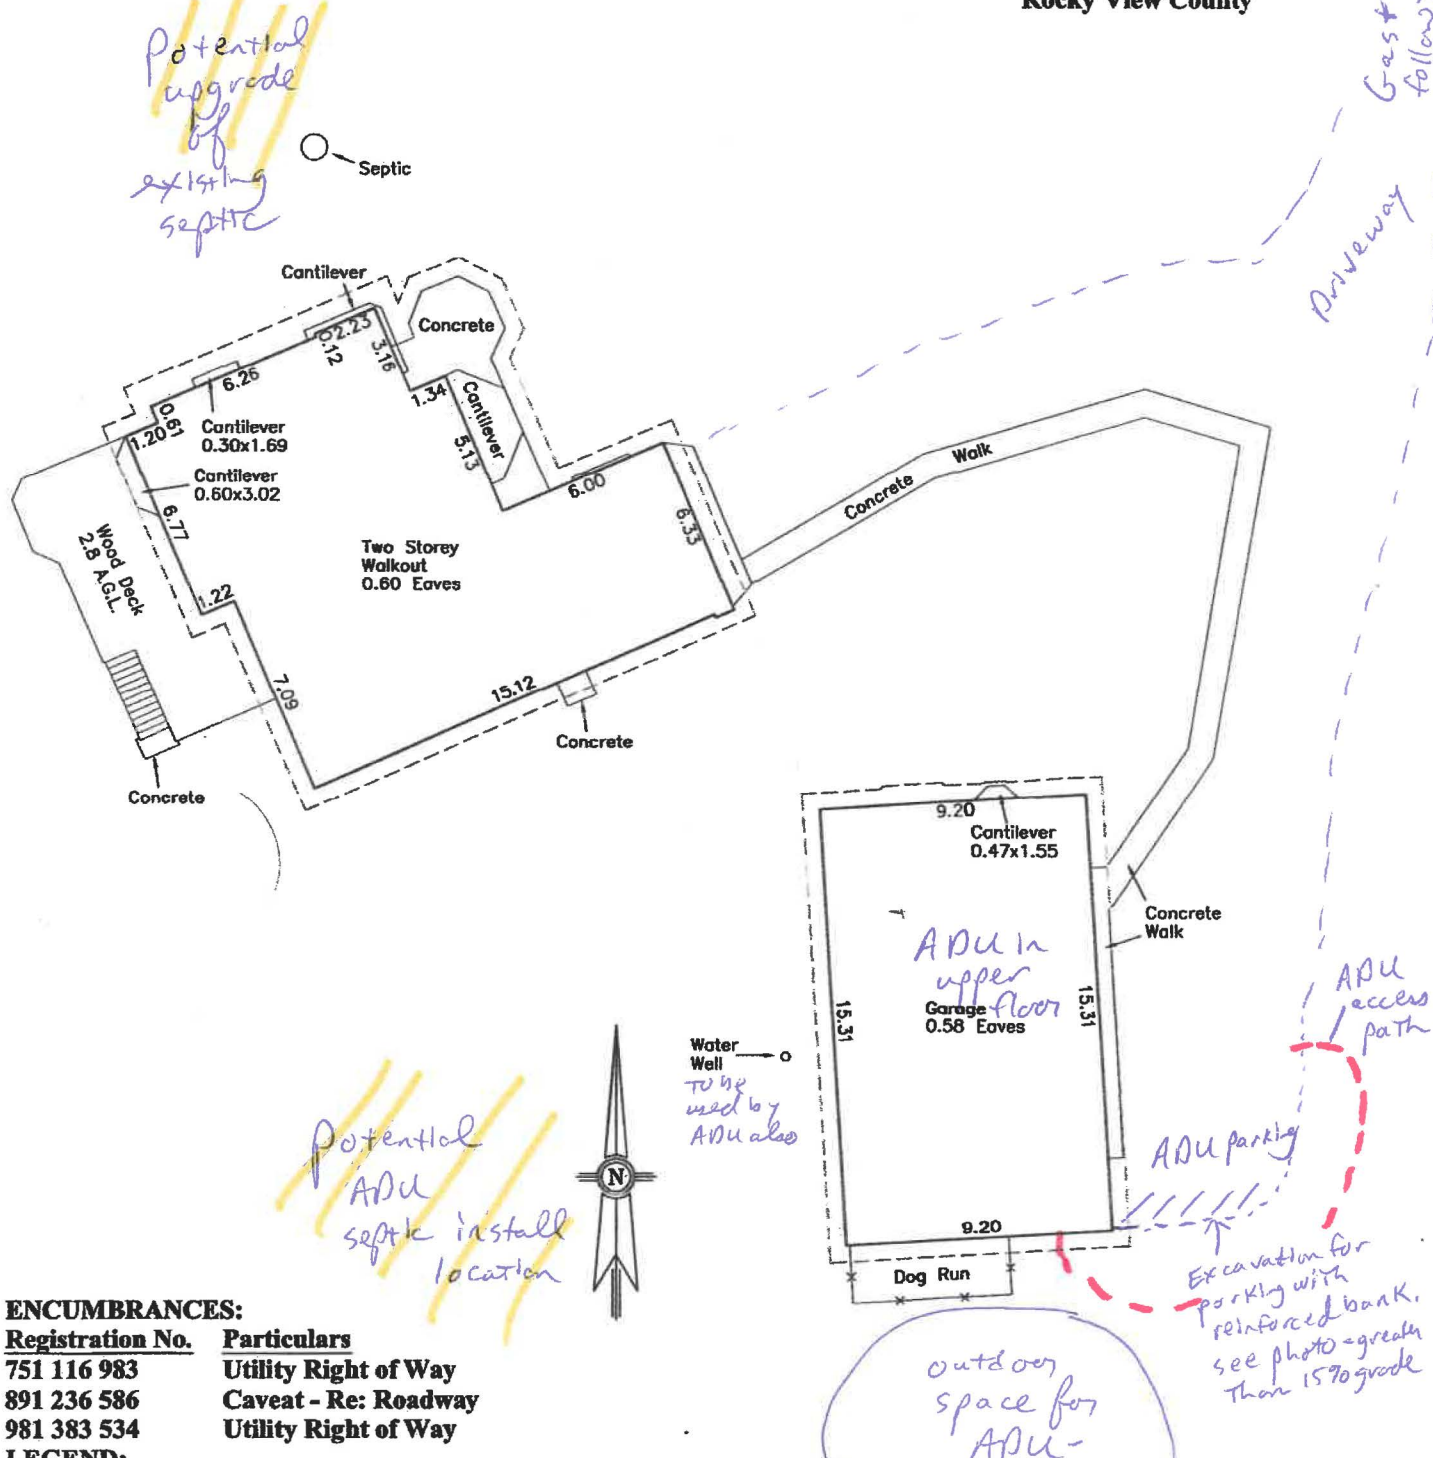 Rocky View County
Potential
upgrade
of
existing
septic
Septic
follow
Driveway
Cantilever
Concrete
2.23
0.12
3.16
6.26
1.34
Cantilever
5.13
0.61
1.20
Cantilever
0.30x1.69
Cantilever
0.60x3.02
6.77
6.00
6.33
Concrete Walk
Wood Deck
2.8 A.G.L.
Two Storey
Walkout
0.60 Eaves
1.22
7.09
15.12
Concrete
Concrete
9.20
Cantilever
0.47x1.55
Concrete
Walk
ADU in
upper
floor
Garage
0.58 Eaves
15.31
15.31
ADU
access
path
Water
Well
To be
used by
ADU also
Potential
ADU
septic install
location
N
ADU parking
9.20
Dog Run
Excavation for
parking with
reinforced bank.
see photo - greater
than 15% grade
outdoor
space for
ADU -
ENCUMBRANCES:
Registration No. Particulars
751 116 983 Utility Right of Way
891 236 586 Caveat - Re: Roadway
981 383 534 Utility Right of Way
LEGEND: